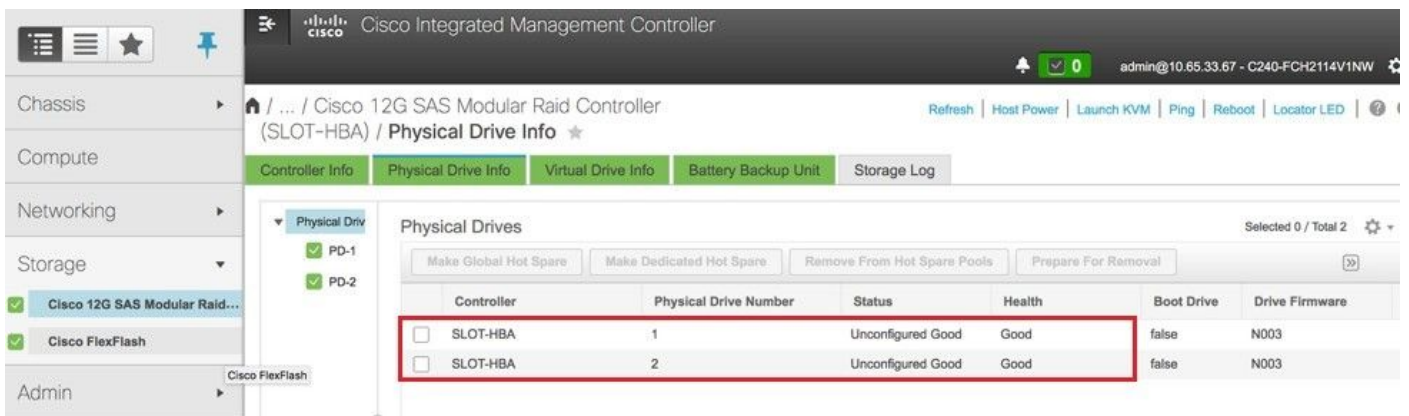 cisco Cisco Integrated Management Controller
0 admin@10.65.33.67 - C240-FCH2114V1NW
Chassis
Compute
Networking
Storage
Cisco 12G SAS Modular Raid...
Cisco FlexFlash
Cisco FlexFlash
Admin
/ ... / Cisco 12G SAS Modular Raid Controller
(SLOT-HBA) / Physical Drive Info
Refresh | Host Power | Launch KVM | Ping | Reboot | Locator LED |
Controller Info Physical Drive Info Virtual Drive Info Battery Backup Unit Storage Log
Physical Driv
PD-1
PD-2
Physical Drives Selected 0 / Total 2
Make Global Hot Spare Make Dedicated Hot Spare Remove From Hot Spare Pools Prepare For Removal
Controller Physical Drive Number Status Health Boot Drive Drive Firmware
SLOT-HBA 1 Unconfigured Good Good false N003
SLOT-HBA 2 Unconfigured Good Good false N003